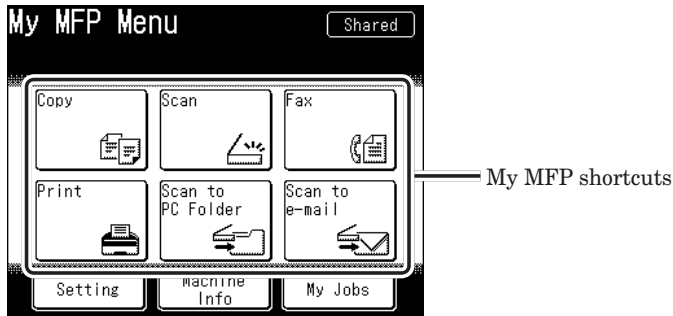 My MFP Menu
Shared
Copy
Scan
Fax
My MFP shortcuts
Print
Scan to
PC Folder
Scan to
e-mail
Setting
Machine
Info
My Jobs